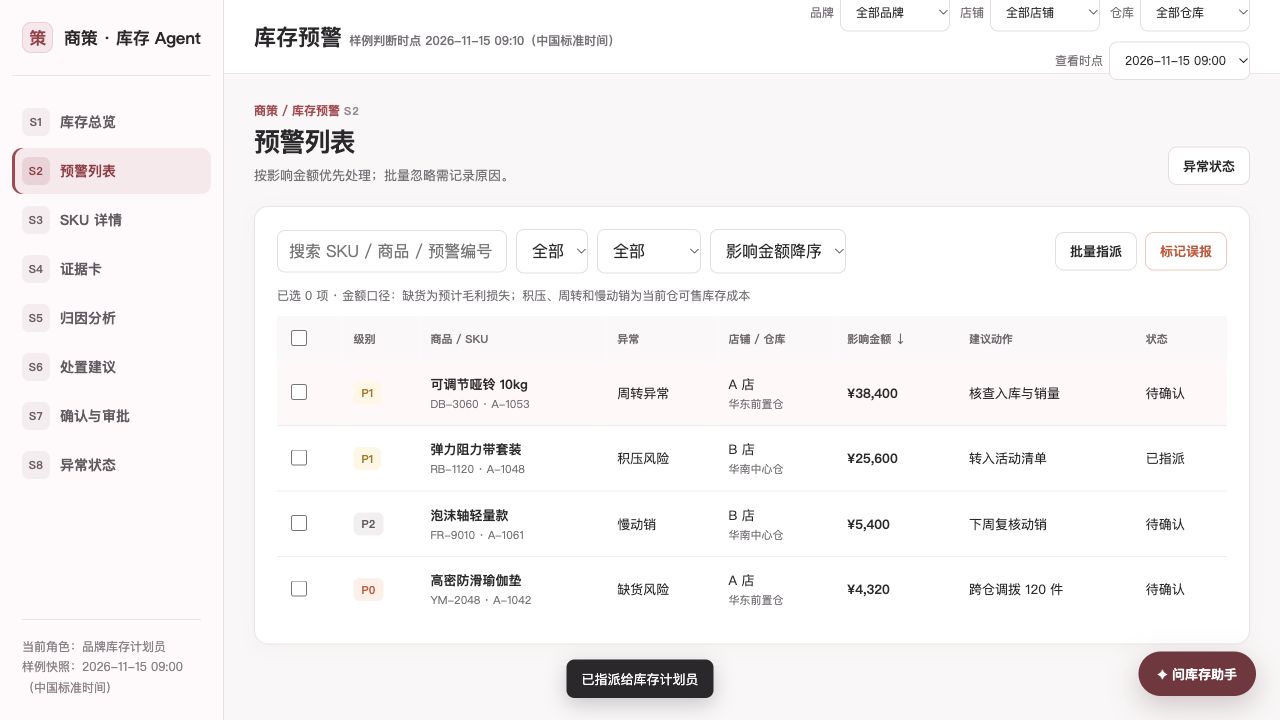 策 商策 · 库存 Agent
S1 库存总览
S2 预警列表
S3 SKU 详情
S4 证据卡
S5 归因分析
S6 处置建议
S7 确认与审批
S8 异常状态
当前角色：品牌库存计划员
样例快照：2026-11-15 09:00
（中国标准时间）
库存预警 样例判断时点 2026-11-15 09:10（中国标准时间）
品牌 全部品牌 店铺 全部店铺 仓库 全部仓库
查看时点 2026-11-15 09:00
商策 / 库存预警 S2
预警列表
按影响金额优先处理；批量忽略需记录原因。
异常状态
搜索 SKU / 商品 / 预警编号 全部 全部 影响金额降序 批量指派 标记误报
已选 0 项 · 金额口径：缺货为预计毛利损失；积压、周转和慢动销为当前仓可售库存成本
级别 商品 / SKU 异常 店铺 / 仓库 影响金额 ↓ 建议动作 状态
P1 可调节哑铃 10kg 周转异常 A 店 ¥38,400 核查入库与销量 待确认
DB-3060 · A-1053 华东前置仓
P1 弹力阻力带套装 积压风险 B 店 ¥25,600 转入活动清单 已指派
RB-1120 · A-1048 华南中心仓
P2 泡沫轴轻量款 慢动销 B 店 ¥5,400 下周复核动销 待确认
FR-9010 · A-1061 华南中心仓
P0 高密防滑瑜伽垫 缺货风险 A 店 ¥4,320 跨仓调拨 120 件 待确认
YM-2048 · A-1042 华东前置仓
已指派给库存计划员
✦ 问库存助手